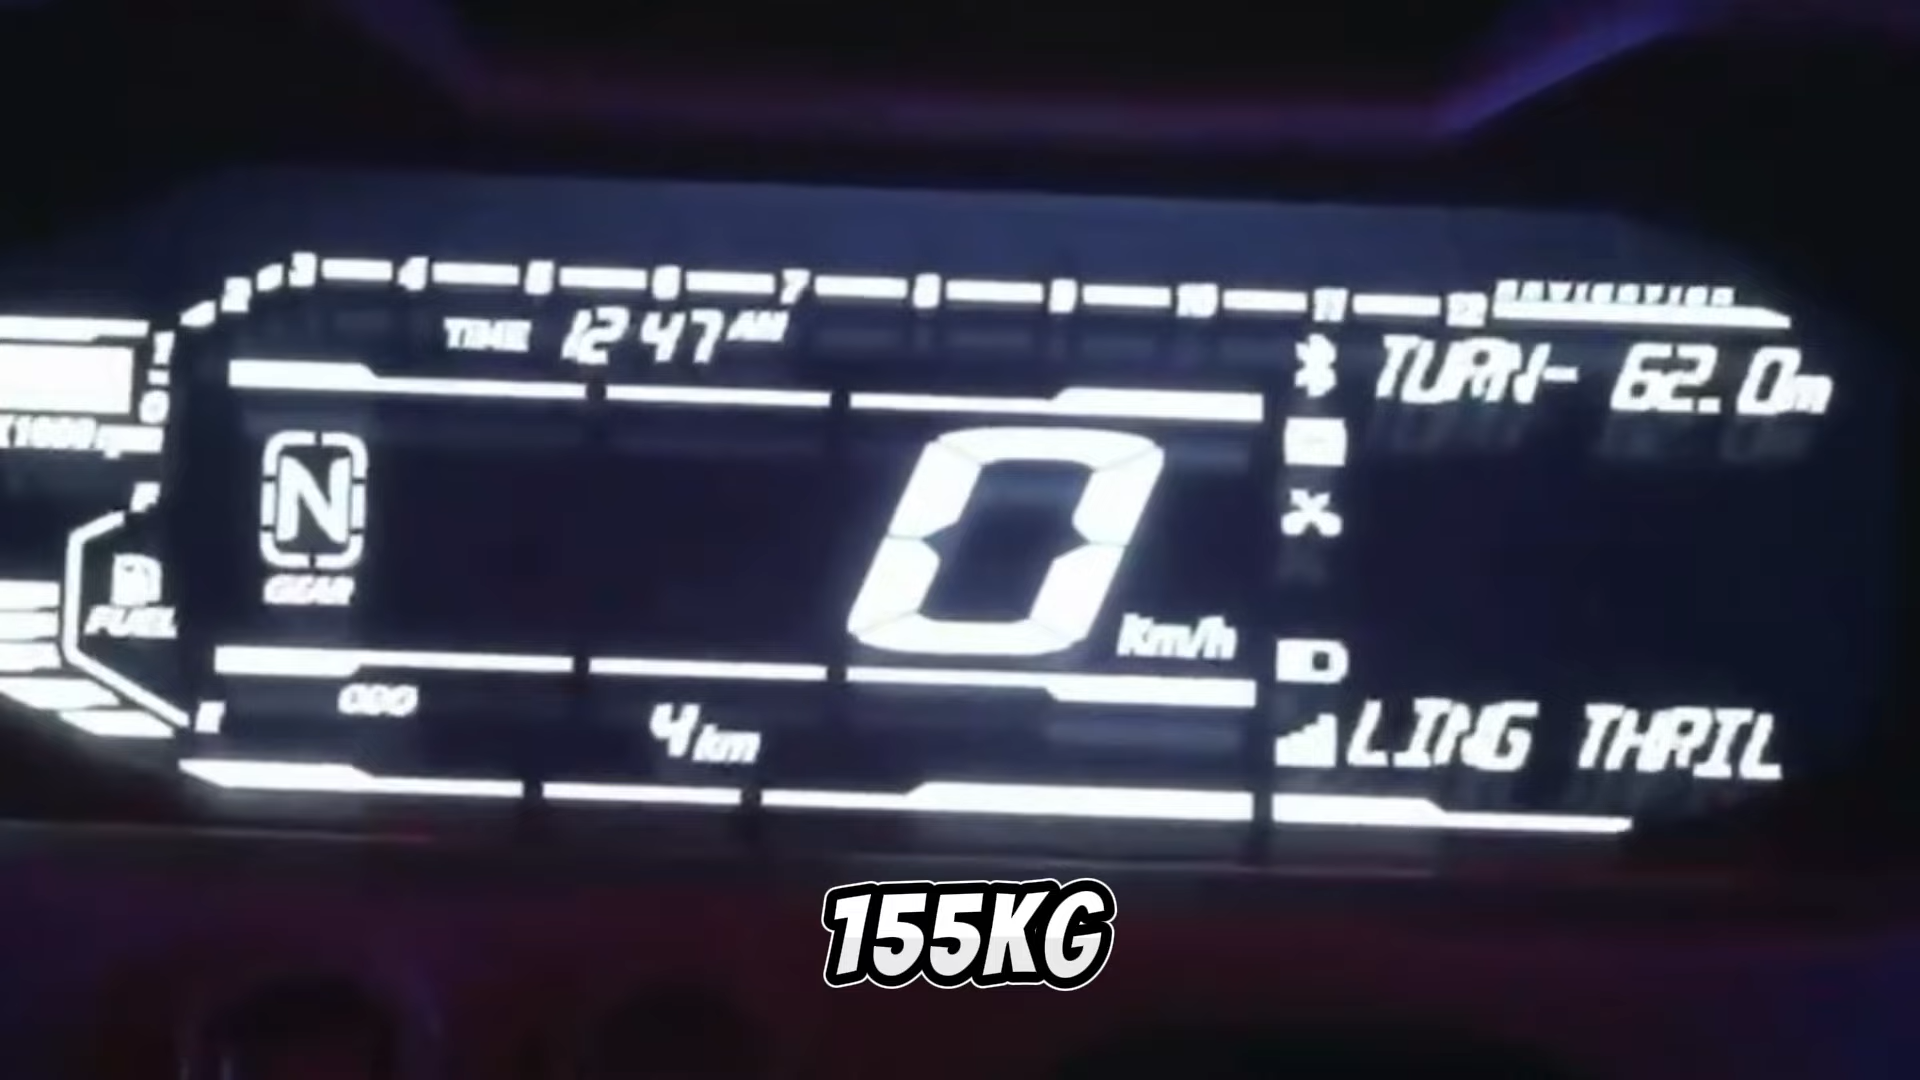 3 4 5 6 7 8 9 10 11 12
NAVIGATION
2
1
0
X1000rpm
TIME 12 47 AM
TURN- 62.0m
N
GEAR
0
Km/h
F
FUEL
E
ODO
4 km
LING THRIL
155KG